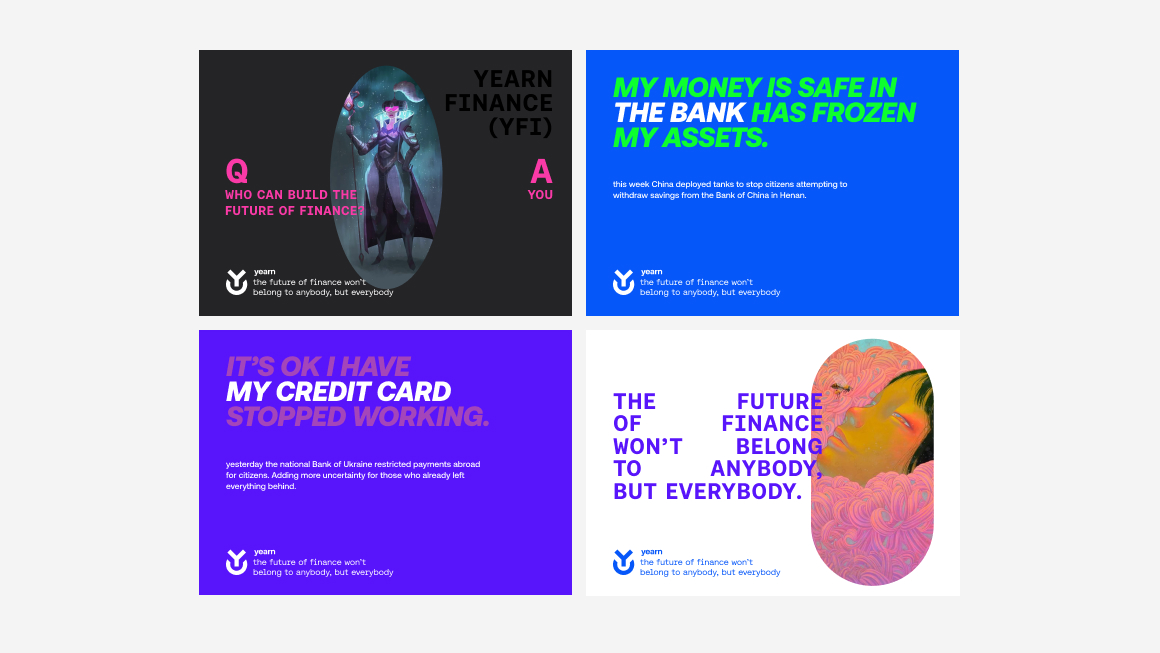 YEARN
FINANCE
(YFI)
Q
WHO CAN BUILD THE
FUTURE OF FINANCE?
A
YOU
yearn
the future of finance won't
belong to anybody, but everybody
MY MONEY IS SAFE IN
THE BANK HAS FROZEN
MY ASSETS.
this week China deployed tanks to stop citizens attempting to
withdraw savings from the Bank of China in Henan.
yearn
the future of finance won't
belong to anybody, but everybody
IT'S OK I HAVE
MY CREDIT CARD
STOPPED WORKING.
yesterday the national Bank of Ukraine restricted payments abroad
for citizens. Adding more uncertainty for those who already left
everything behind.
yearn
the future of finance won't
belong to anybody, but everybody
THE FUTURE
OF FINANCE
WON'T BELONG
TO ANYBODY,
BUT EVERYBODY.
yearn
the future of finance won't
belong to anybody, but everybody